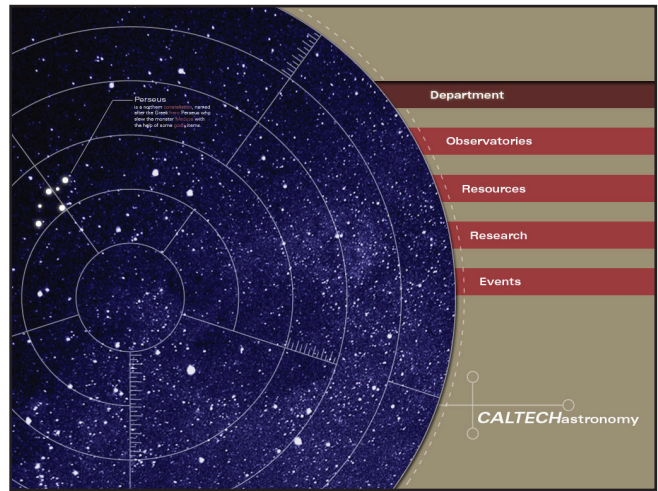 Perseus
is a northern constellation, named
after the Greek hero Perseus who
slew the monster Medusa with
the help of some godly items.
Department
Observatories
Resources
Research
Events
CALTECHastronomy